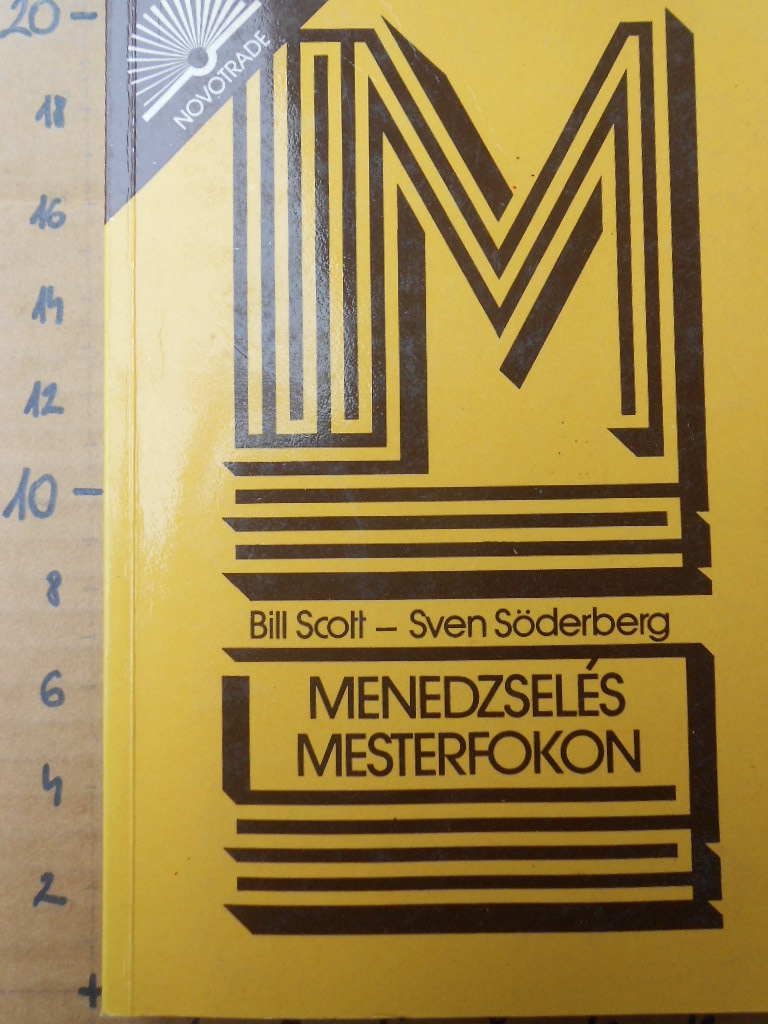 NOVOTRADE
M
Bill Scott – Sven Söderberg
MENEDZSELÉS
MESTERFOKON
20
18
16
14
12
10
8
6
4
2
+